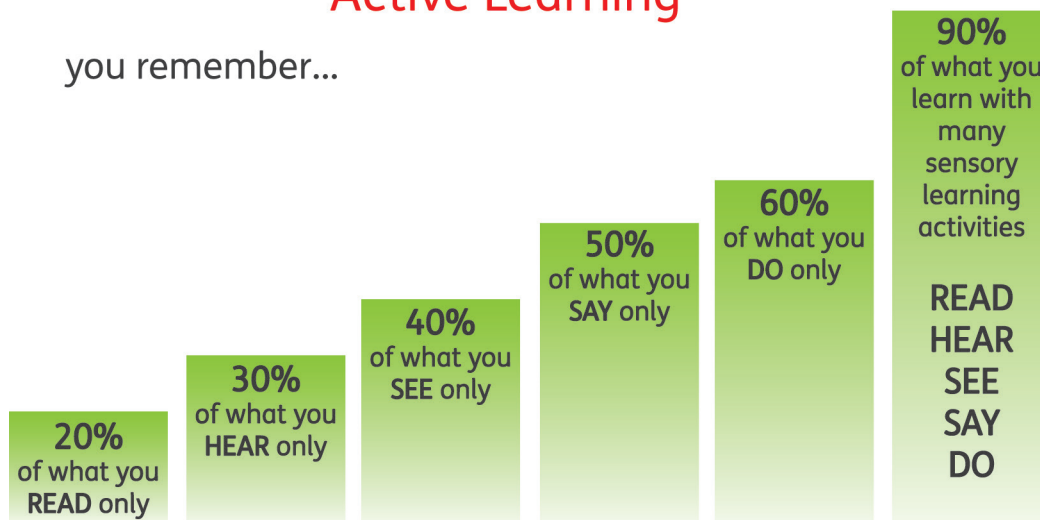 Active Learning
you remember...
20%
of what you
READ only
30%
of what you
HEAR only
40%
of what you
SEE only
50%
of what you
SAY only
60%
of what you
DO only
90%
of what you
learn with
many
sensory
learning
activities
READ
HEAR
SEE
SAY
DO